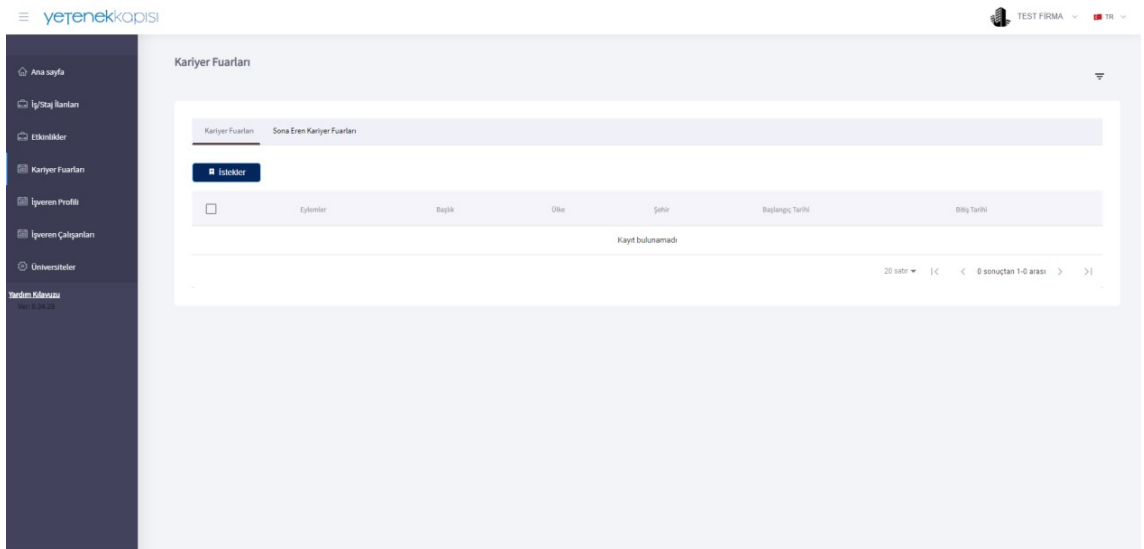 yetenekkapısı
TEST FİRMA
TR
Ana sayfa
İş/Staj İlanları
Etkinlikler
Kariyer Fuarları
İşveren Profili
İşveren Çalışanları
Üniversiteler
Yardım Kılavuzu
Kariyer Fuarları
Kariyer Fuarları Sona Eren Kariyer Fuarları
İstekler
Eylemler Başlık Ülke Şehir Başlangıç Tarihi Bitiş Tarihi
Kayıt bulunamadı
20 satır 0 sonuçtan 1-0 arası